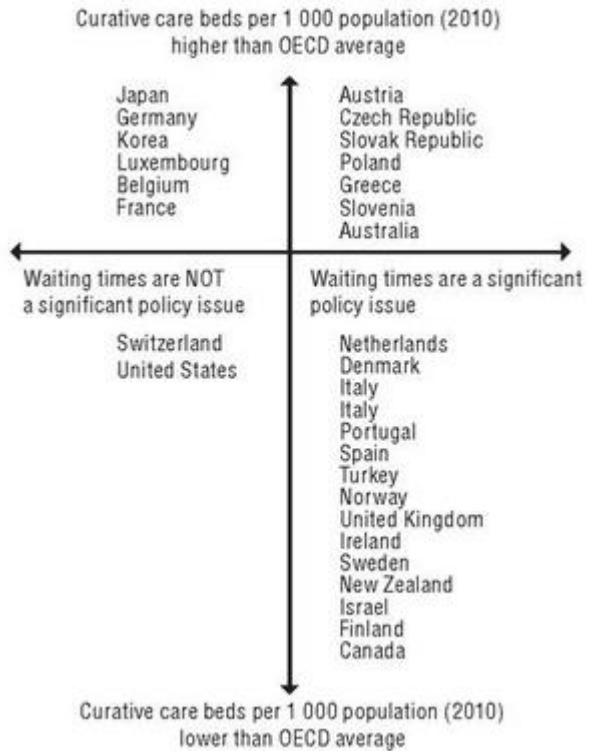 Curative care beds per 1 000 population (2010)
higher than OECD average
Japan
Germany
Korea
Luxembourg
Belgium
France
Austria
Czech Republic
Slovak Republic
Poland
Greece
Slovenia
Australia
Waiting times are NOT
a significant policy issue
Waiting times are a significant
policy issue
Switzerland
United States
Netherlands
Denmark
Italy
Italy
Portugal
Spain
Turkey
Norway
United Kingdom
Ireland
Sweden
New Zealand
Israel
Finland
Canada
Curative care beds per 1 000 population (2010)
lower than OECD average